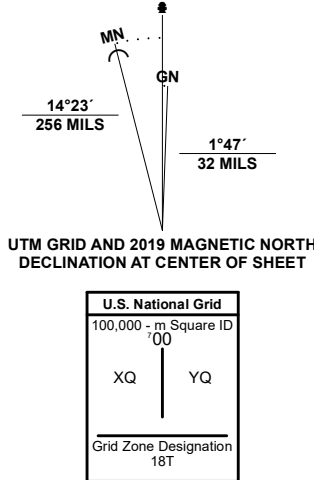 MN
GN
14°23´
256 MILS
1°47´
32 MILS
UTM GRID AND 2019 MAGNETIC NORTH
DECLINATION AT CENTER OF SHEET
U.S. National Grid
100,000 - m Square ID
⁷00
XQ YQ
Grid Zone Designation
18T